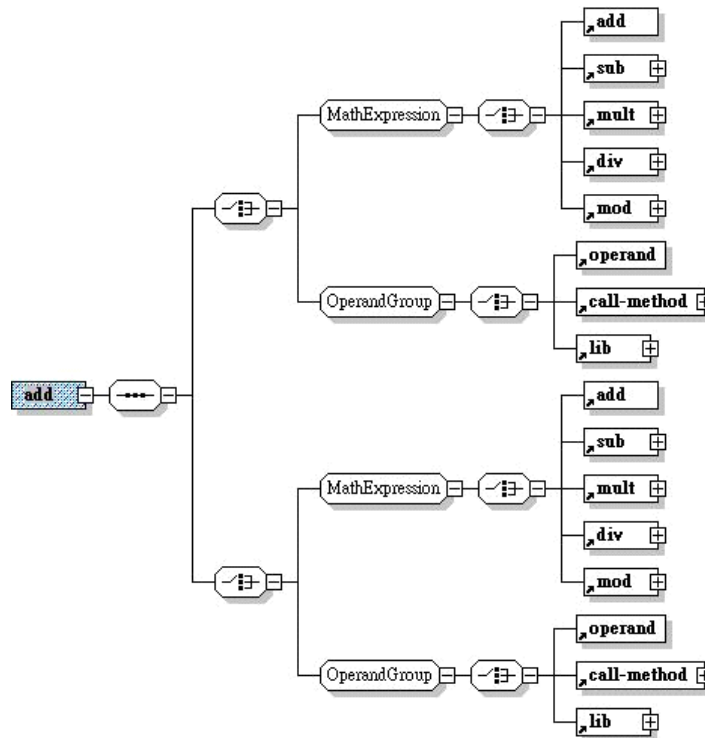 add
sub
MathExpression
mult
div
mod
operand
OperandGroup
call-method
lib
add
add
sub
MathExpression
mult
div
mod
operand
OperandGroup
call-method
lib